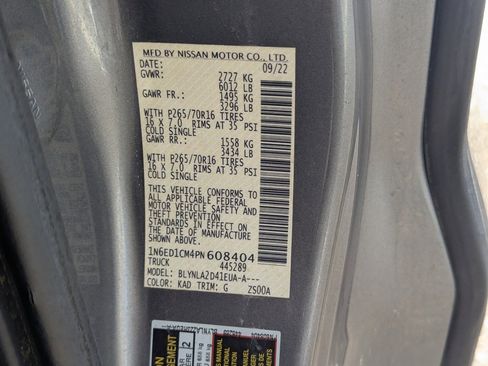 MFD BY NISSAN MOTOR CO., LTD.
DATE: 09/22
GVWR: 2727 KG
6012 LB
GAWR FR.: 1495 KG
3296 LB
WITH P265/70R16 TIRES
16 X 7.0 RIMS AT 35 PSI
COLD SINGLE
GAWR RR.: 1558 KG
3434 LB
WITH P265/70R16 TIRES
16 X 7.0 RIMS AT 35 PSI
COLD SINGLE
THIS VEHICLE CONFORMS TO
ALL APPLICABLE FEDERAL
MOTOR VEHICLE SAFETY AND
THEFT PREVENTION
STANDARDS IN EFFECT ON
THE DATE OF MANUFACTURE
SHOWN ABOVE.
1N6ED1CM4PN608404
TRUCK 445289
MODEL: BLYNLA2D41EUA-A---
COLOR: KAD TRIM: G ZS00A